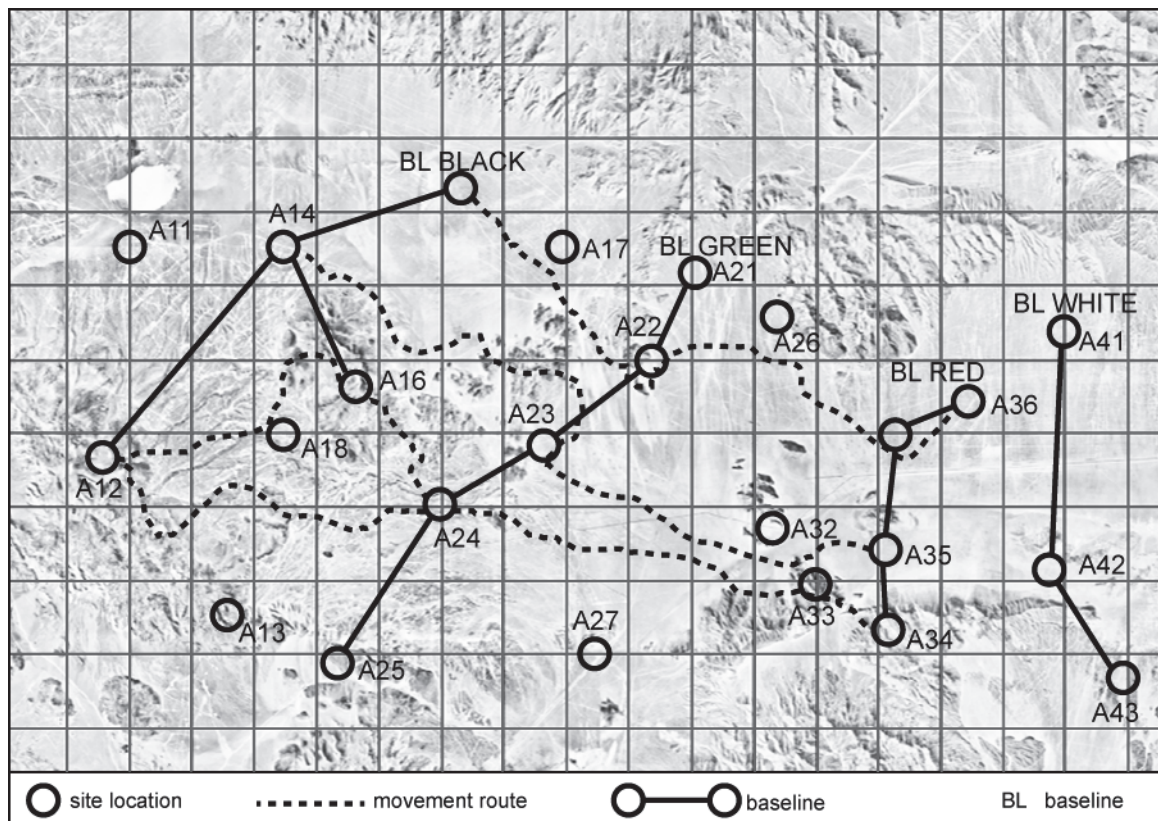 BL BLACK
A14
A11
A17
BL GREEN
A21
A26
BL WHITE
A41
A22
A16
BL RED
A36
A23
A18
A12
A24
A32
A35
A42
A33
A13
A27
A34
A25
A43
site location
movement route
baseline
BL baseline